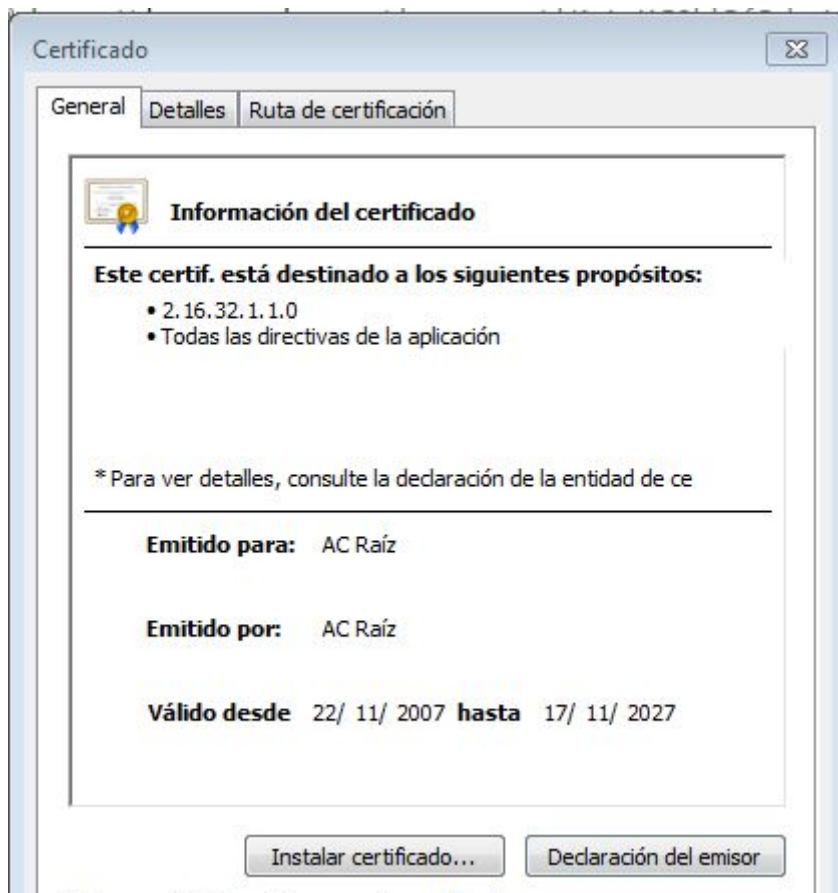 Certificado
General Detalles Ruta de certificación
Información del certificado
Este certif. está destinado a los siguientes propósitos:
• 2.16.32.1.1.0
• Todas las directivas de la aplicación
* Para ver detalles, consulte la declaración de la entidad de ce
Emitido para: AC Raíz
Emitido por: AC Raíz
Válido desde 22/ 11/ 2007 hasta 17/ 11/ 2027
Instalar certificado... Declaración del emisor